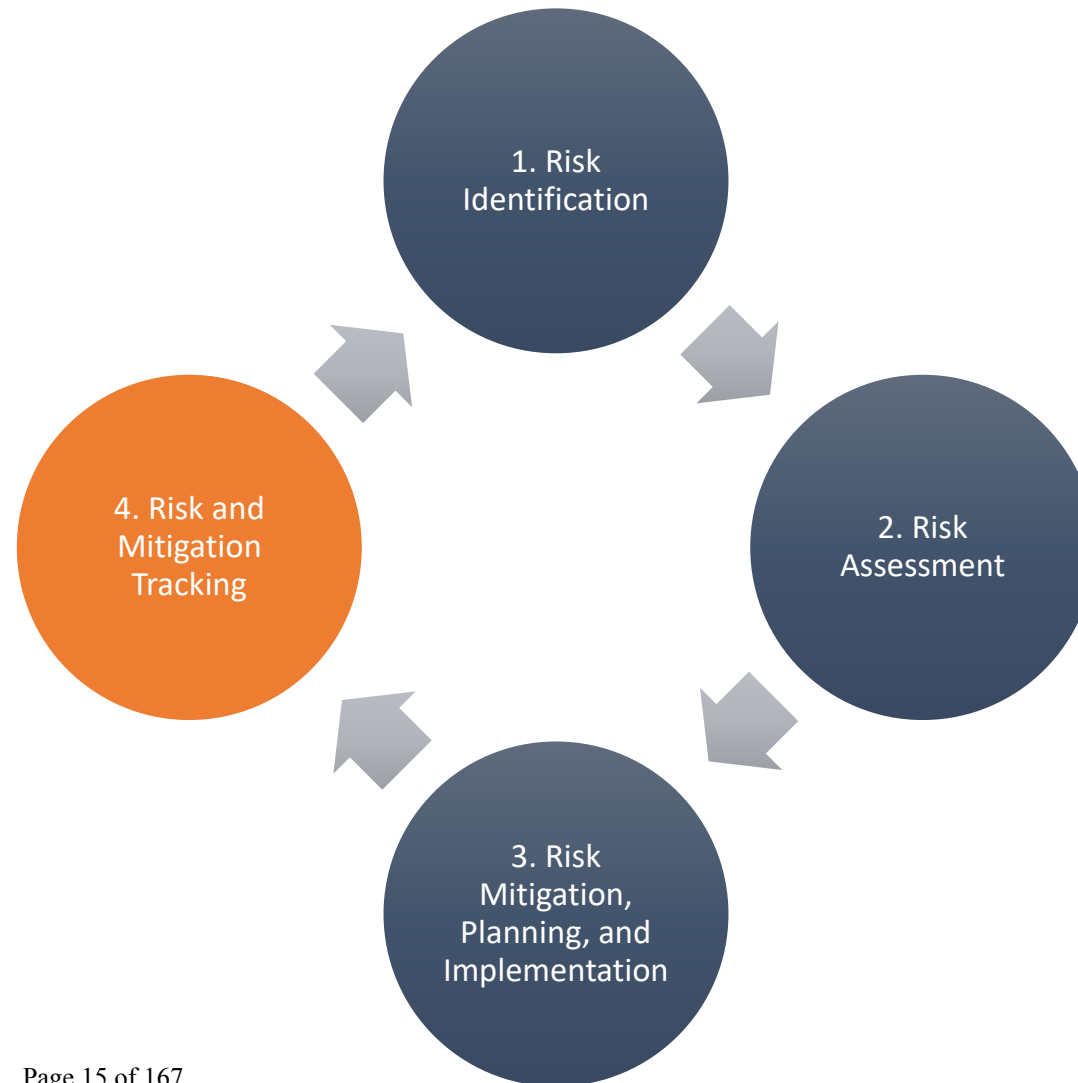 1. Risk
Identification
2. Risk
Assessment
3. Risk
Mitigation,
Planning, and
Implementation
4. Risk and
Mitigation
Tracking
Page 15 of 167